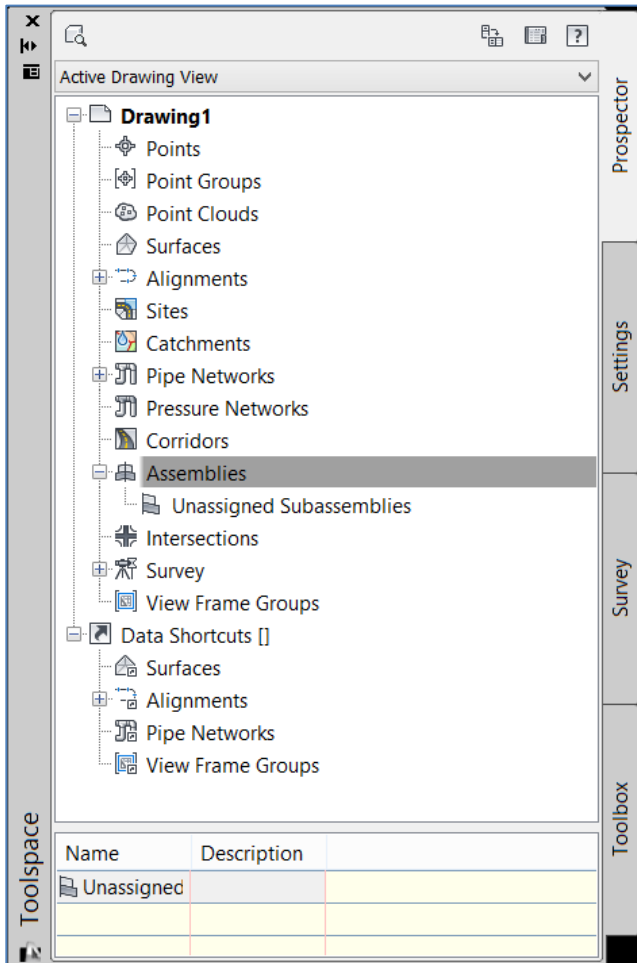 Active Drawing View
Drawing1
Points
Point Groups
Point Clouds
Surfaces
Alignments
Sites
Catchments
Pipe Networks
Pressure Networks
Corridors
Assemblies
Unassigned Subassemblies
Intersections
Survey
View Frame Groups
Data Shortcuts []
Surfaces
Alignments
Pipe Networks
View Frame Groups
Name Description
Unassigned
Toolspace
Prospector
Settings
Survey
Toolbox